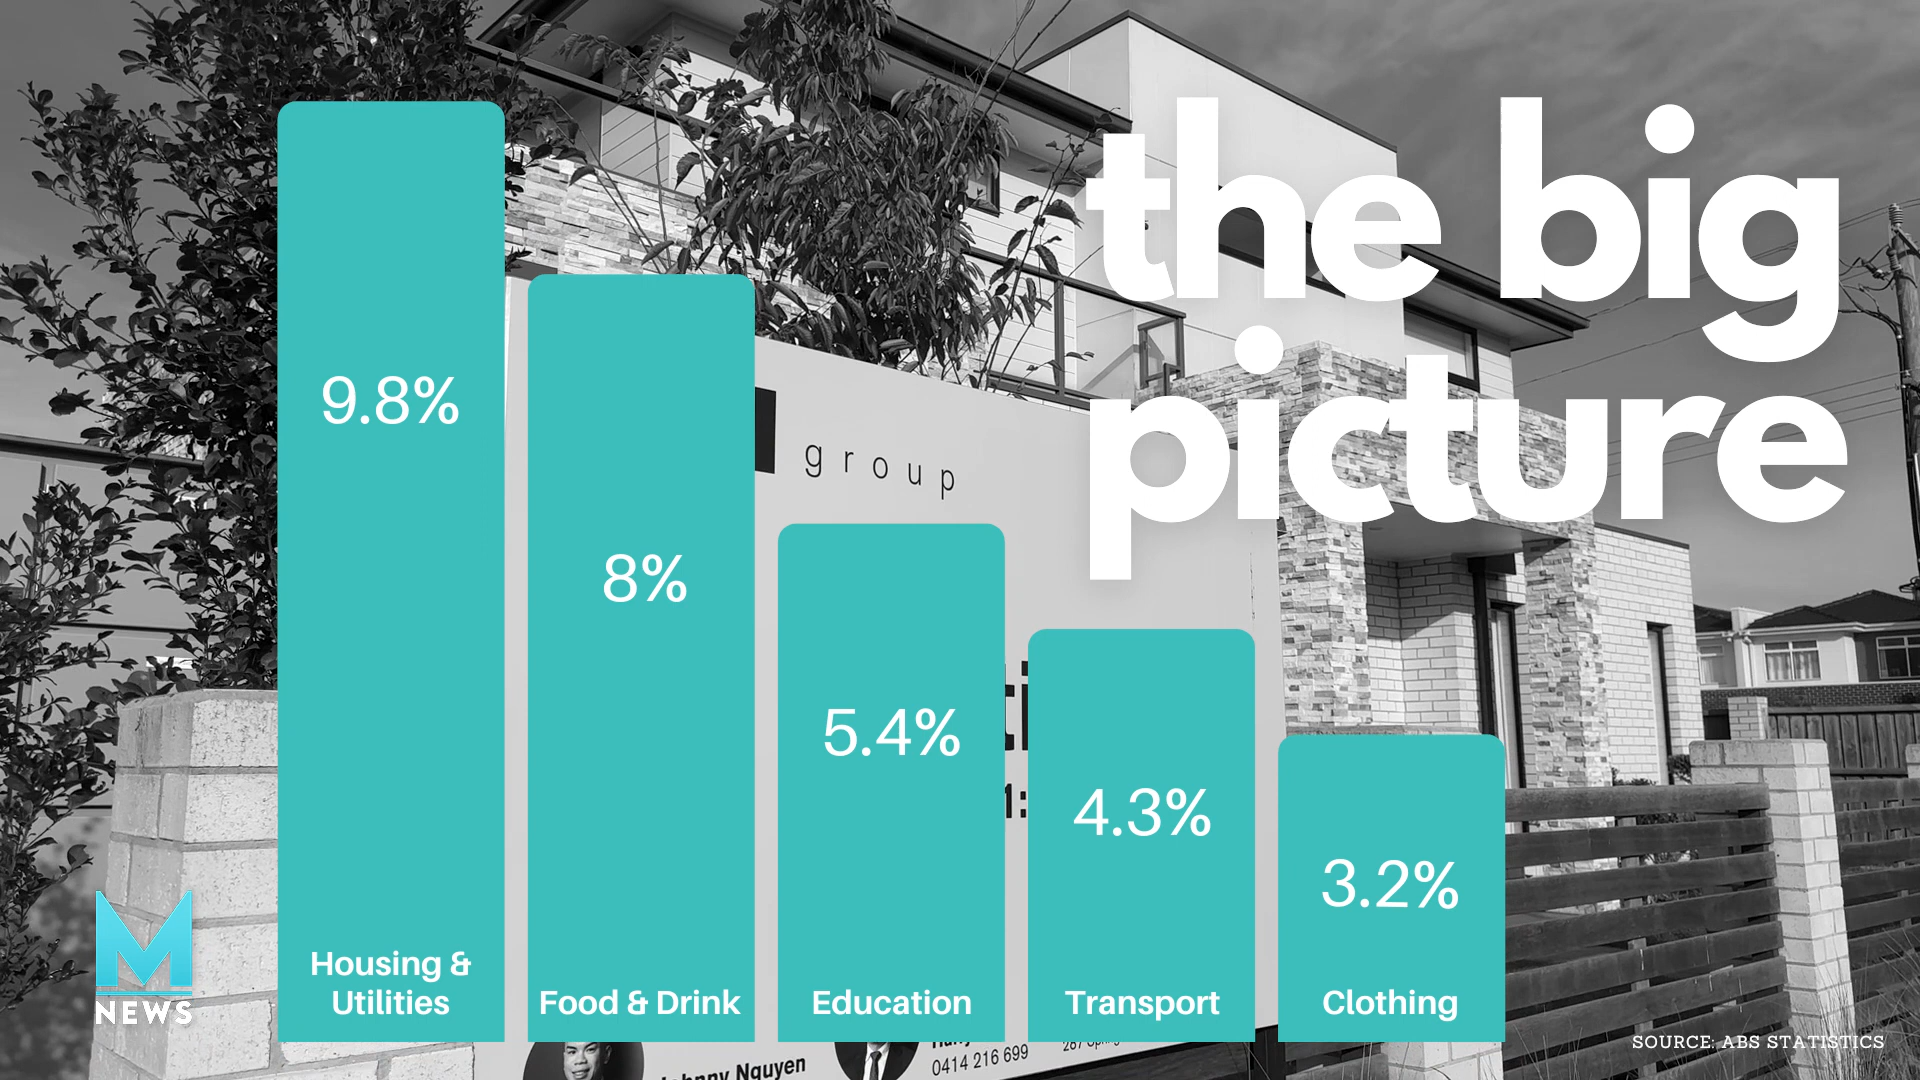 the big
picture
9.8%
8%
5.4%
4.3%
3.2%
Housing &
Utilities
Food & Drink
Education
Transport
Clothing
group
1:
Nguyen
0414 216 699
M
NEWS
SOURCE: ABS STATISTICS